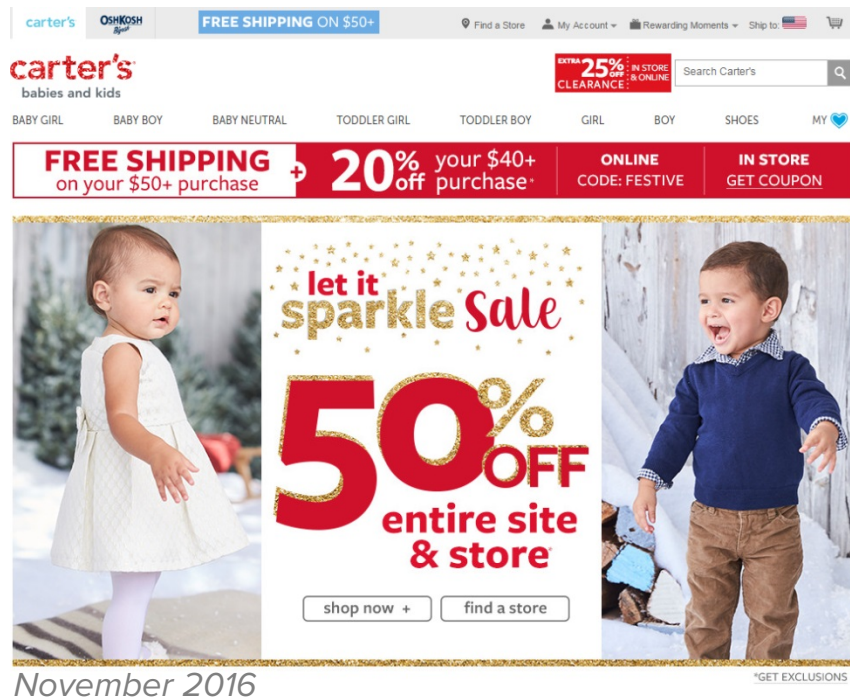 carter's
OSHKOSH
B'gosh
FREE SHIPPING ON $50+
Find a Store
My Account
Rewarding Moments
Ship to:
carter's
babies and kids
EXTRA 25% OFF IN STORE & ONLINE
CLEARANCE
Search Carter's
BABY GIRL BABY BOY BABY NEUTRAL TODDLER GIRL TODDLER BOY GIRL BOY SHOES MY
FREE SHIPPING
on your $50+ purchase
+
20% off
your $40+
purchase*
ONLINE
CODE: FESTIVE
IN STORE
GET COUPON
let it
sparkle Sale
50%
OFF
entire site
& store*
shop now +
find a store
*GET EXCLUSIONS
November 2016